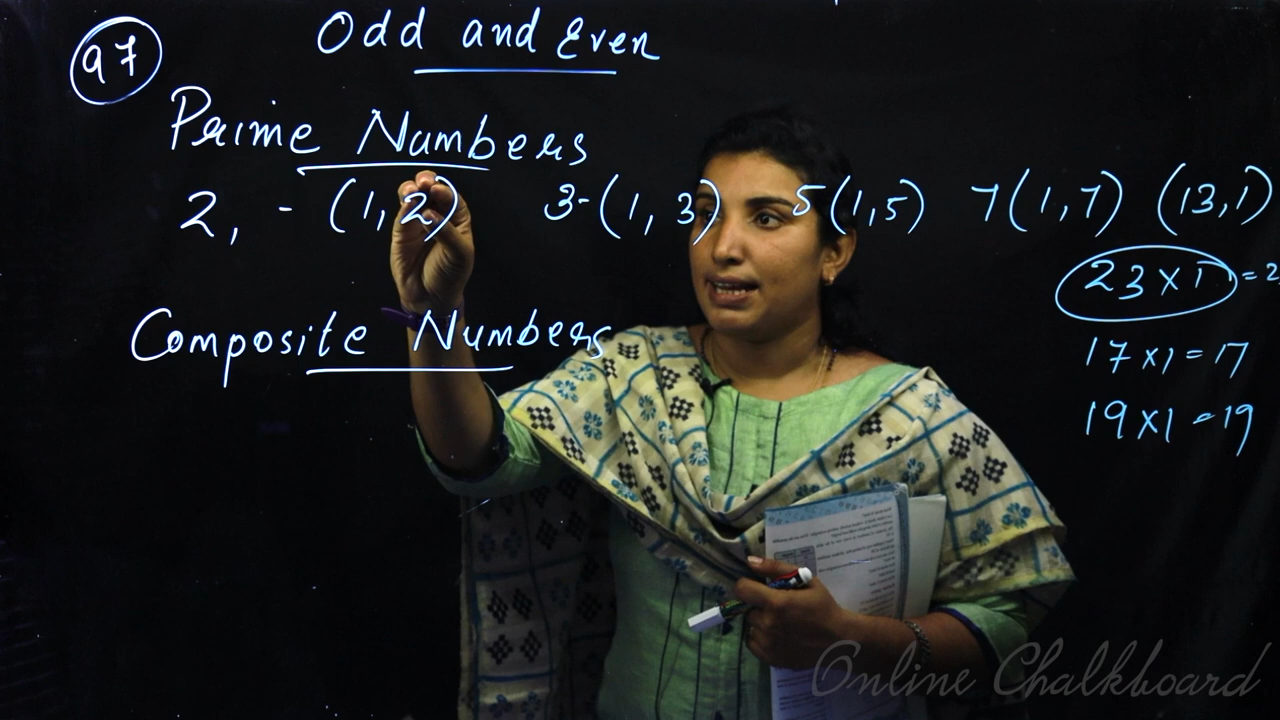 97
Odd and Even
Prime Numbers
2, - (1, 2) 3-(1, 3) 5(1,5) 7(1,7) (13,1)
23x1=2
Composite Numbers
17x1=17
19x1=19
Online Chalkboard